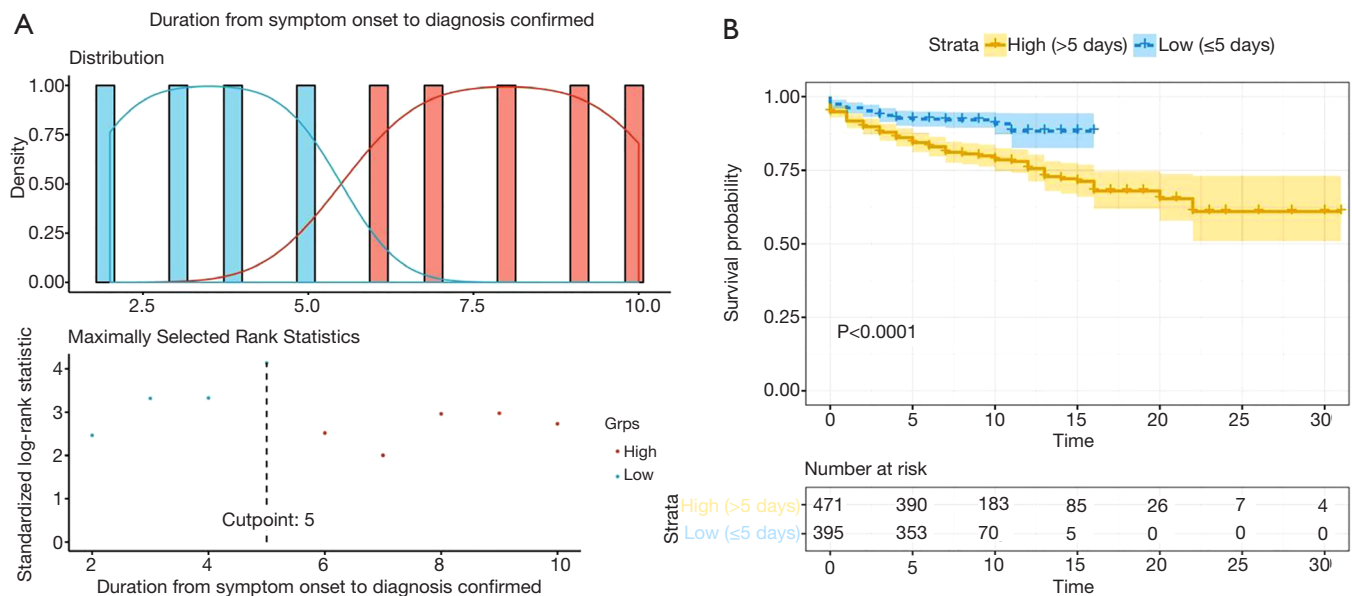 A
Duration from symptom onset to diagnosis confirmed
Distribution
Density
1.00
0.75
0.50
0.25
0.00
2.5 5.0 7.5 10.0
Maximally Selected Rank Statistics
Standardized log-rank statistic
4
3
2
1
0
Cutpoint: 5
Grps
High
Low
2 4 6 8 10
Duration from symptom onset to diagnosis confirmed
B
Strata High (>5 days) Low (≤5 days)
Survival probability
1.00
0.75
0.50
0.25
0.00
P<0.0001
0 5 10 15 20 25 30
Time
Number at risk
Strata
High (>5 days) 471 390 183 85 26 7 4
Low (≤5 days) 395 353 70 5 0 0 0
0 5 10 15 20 25 30
Time